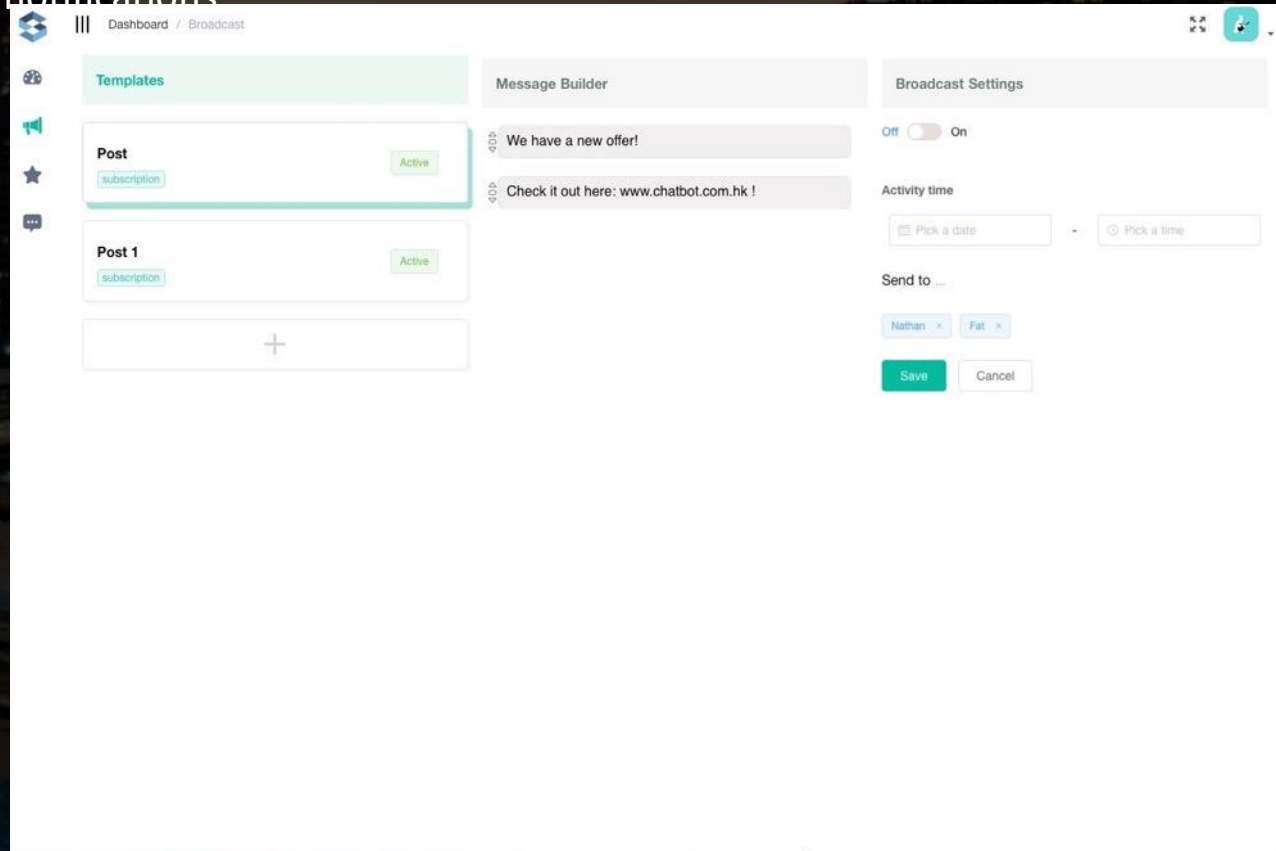 Dashboard / Broadcast
Templates
Post
subscription
Active
Post 1
subscription
Active
Message Builder
We have a new offer!
Check it out here: www.chatbot.com.hk !
Broadcast Settings
Off On
Activity time
Pick a date - Pick a time
Send to ...
Nathan × Fat ×
Save Cancel